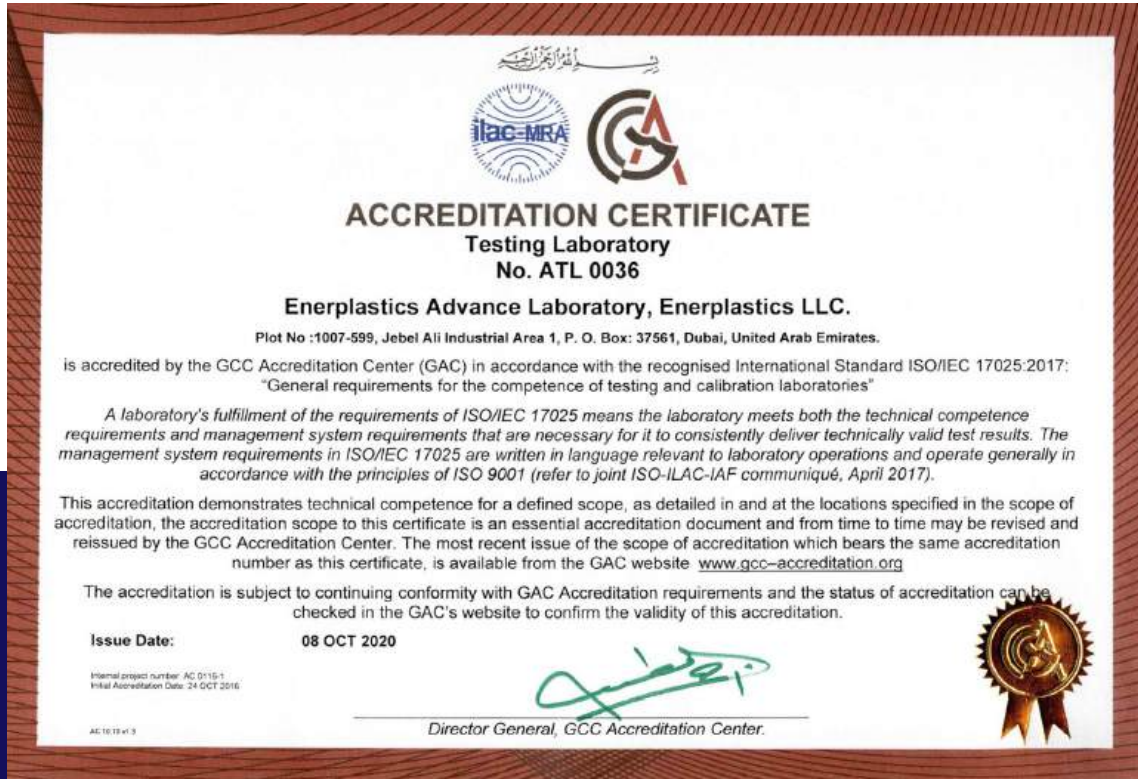 بسم الله الرحمن الرحيم
ilac-MRA
ACCREDITATION CERTIFICATE
Testing Laboratory
No. ATL 0036
Enerplastics Advance Laboratory, Enerplastics LLC.
Plot No :1007-599, Jebel Ali Industrial Area 1, P. O. Box: 37561, Dubai, United Arab Emirates.
is accredited by the GCC Accreditation Center (GAC) in accordance with the recognised International Standard ISO/IEC 17025:2017:
“General requirements for the competence of testing and calibration laboratories”
A laboratory's fulfillment of the requirements of ISO/IEC 17025 means the laboratory meets both the technical competence
requirements and management system requirements that are necessary for it to consistently deliver technically valid test results. The
management system requirements in ISO/IEC 17025 are written in language relevant to laboratory operations and operate generally in
accordance with the principles of ISO 9001 (refer to joint ISO-ILAC-IAF communiqué, April 2017).
This accreditation demonstrates technical competence for a defined scope, as detailed in and at the locations specified in the scope of
accreditation, the accreditation scope to this certificate is an essential accreditation document and from time to time may be revised and
reissued by the GCC Accreditation Center. The most recent issue of the scope of accreditation which bears the same accreditation
number as this certificate, is available from the GAC website www.gcc–accreditation.org
The accreditation is subject to continuing conformity with GAC Accreditation requirements and the status of accreditation can be
checked in the GAC's website to confirm the validity of this accreditation.
Issue Date: 08 OCT 2020
Internal project number: AC 0116-1
Initial Accreditation Date: 24 OCT 2016
Director General, GCC Accreditation Center.